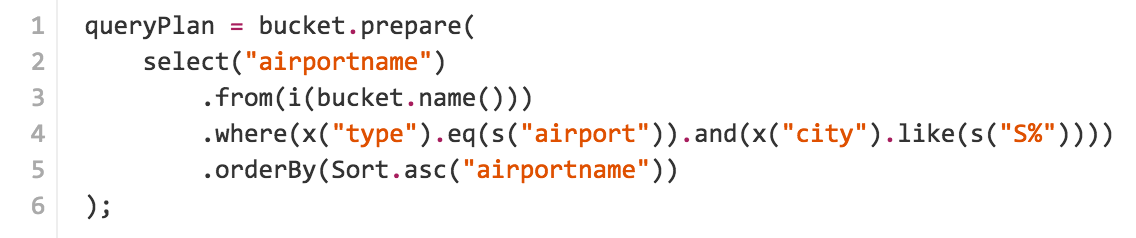 1 queryPlan = bucket.prepare(
2     select("airportname")
3         .from(i(bucket.name()))
4         .where(x("type").eq(s("airport")).and(x("city").like(s("S%"))))
5         .orderBy(Sort.asc("airportname"))
6 );